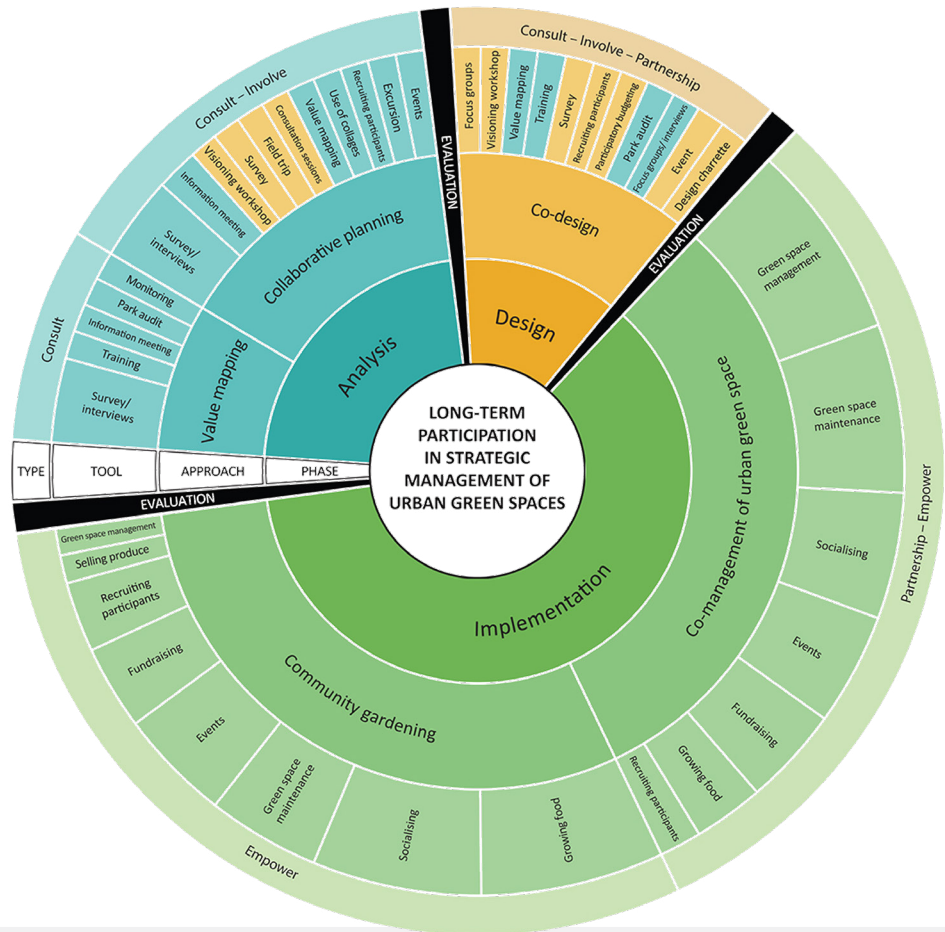 LONG-TERM
PARTICIPATION
IN STRATEGIC
MANAGEMENT OF
URBAN GREEN SPACES
TYPE
TOOL
APPROACH
PHASE
EVALUATION
Consult
Survey/
interviews
Training
Information meeting
Park audit
Monitoring
Value mapping
Analysis
Consult – Involve
Survey/
interviews
Information meeting
Visioning workshop
Survey
Field trip
Consultation sessions
Value mapping
Use of collages
Recruiting participants
Excursion
Events
Collaborative planning
EVALUATION
Consult – Involve – Partnership
Focus groups
Visioning workshop
Value mapping
Training
Survey
Recruiting participants
Participatory budgeting
Park audit
Focus groups/ interviews
Event
Design charrette
Co-design
Design
EVALUATION
Partnership – Empower
Green space
management
Green space
maintenance
Socialising
Events
Fundraising
Growing food
Recruiting participants
Co-management of urban green space
Implementation
Empower
Growing food
Socialising
Green space
maintenance
Events
Fundraising
Recruiting
participants
Selling produce
Green space management
Community gardening